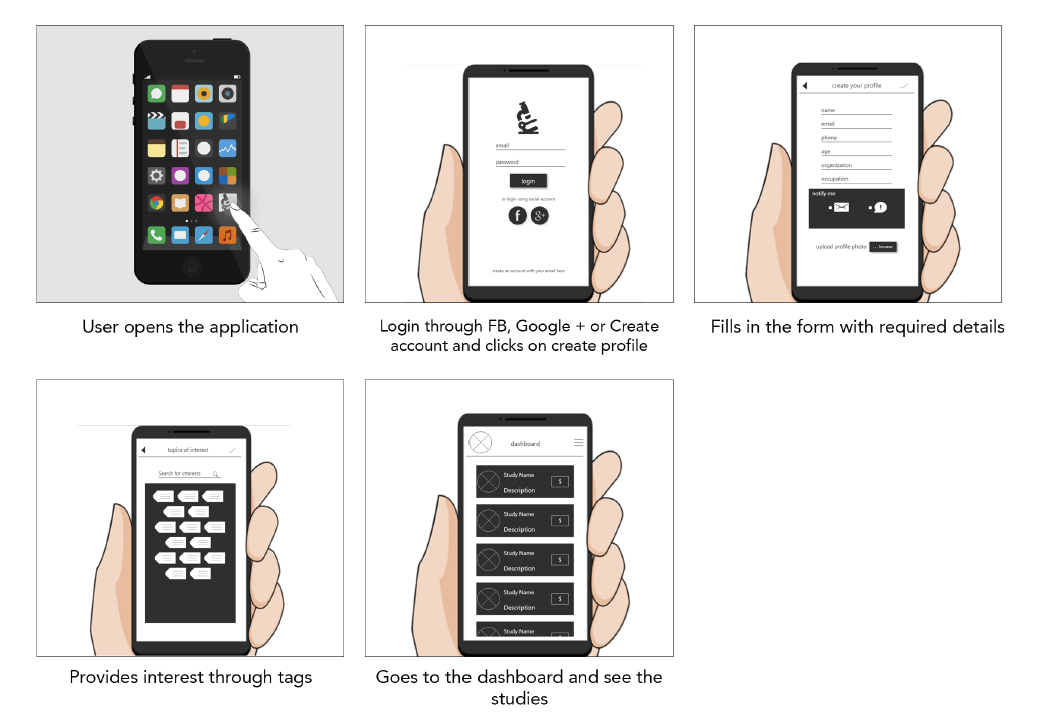 User opens the application
email
password
login
or login using social account
f
g+
create an account with your email here
Login through FB, Google + or Create
account and clicks on create profile
create your profile
name
email
phone
age
organization
occupation
notify me
upload profile photo
... browse
Fills in the form with required details
topics of interest
Search for interests
Provides interest through tags
dashboard
Study Name
$
Description
Study Name
$
Description
Study Name
$
Description
Study Name
$
Description
Study Name
Goes to the dashboard and see the
studies